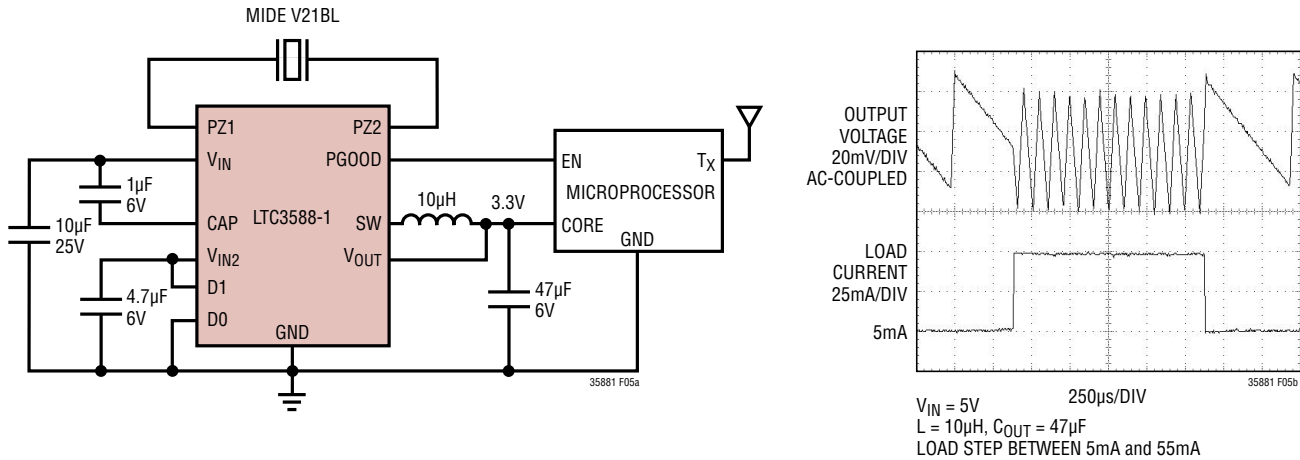 MIDE V21BL
PZ1
PZ2
VIN
PGOOD
EN
TX
1µF
6V
MICROPROCESSOR
10µF
25V
CAP
LTC3588-1
SW
10µH
3.3V
CORE
GND
VIN2
VOUT
D1
4.7µF
6V
D0
47µF
6V
GND
35881 F05a
OUTPUT
VOLTAGE
20mV/DIV
AC-COUPLED
LOAD
CURRENT
25mA/DIV
5mA
35881 F05b
250µs/DIV
VIN = 5V
L = 10µH, COUT = 47µF
LOAD STEP BETWEEN 5mA and 55mA